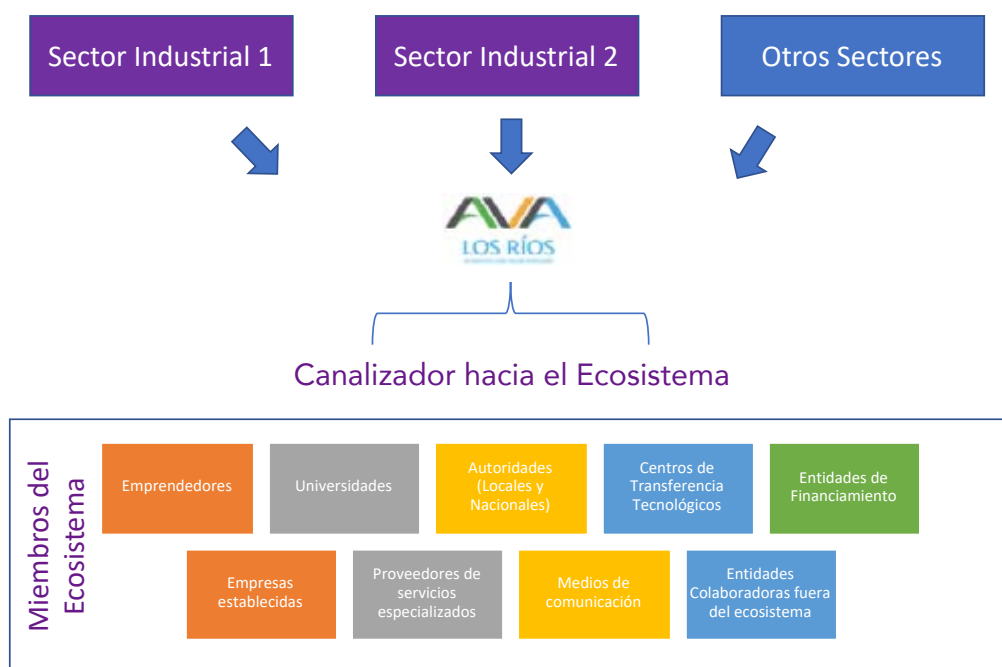 Sector Industrial 1
Sector Industrial 2
Otros Sectores
AVA
LOS RÍOS
Canalizador hacia el Ecosistema
Miembros del
Ecosistema
Emprendedores
Universidades
Autoridades
(Locales y
Nacionales)
Centros de
Transferencia
Tecnológicos
Entidades de
Financiamiento
Empresas
establecidas
Proveedores de
servicios
especializados
Medios de
comunicación
Entidades
Colaboradoras fuera
del ecosistema